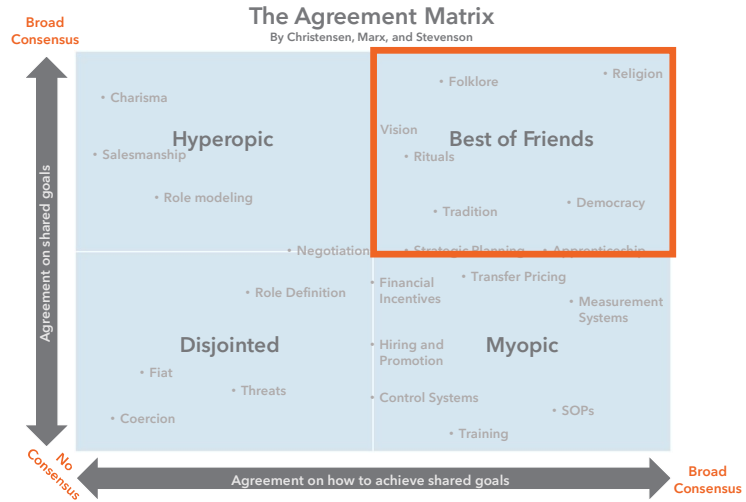 The Agreement Matrix
By Christensen, Marx, and Stevenson
Broad
Consensus
Agreement on shared goals
• Charisma
Hyperopic
• Salesmanship
• Role modeling
• Folklore
• Religion
Vision
Best of Friends
• Rituals
• Tradition
• Democracy
• Negotiation
• Strategic Planning
• Apprenticeship
• Role Definition
Disjointed
• Fiat
• Threats
• Coercion
• Financial
Incentives
• Transfer Pricing
• Measurement
Systems
• Hiring and
Promotion
Myopic
• Control Systems
• SOPs
• Training
No
Consensus
Agreement on how to achieve shared goals
Broad
Consensus